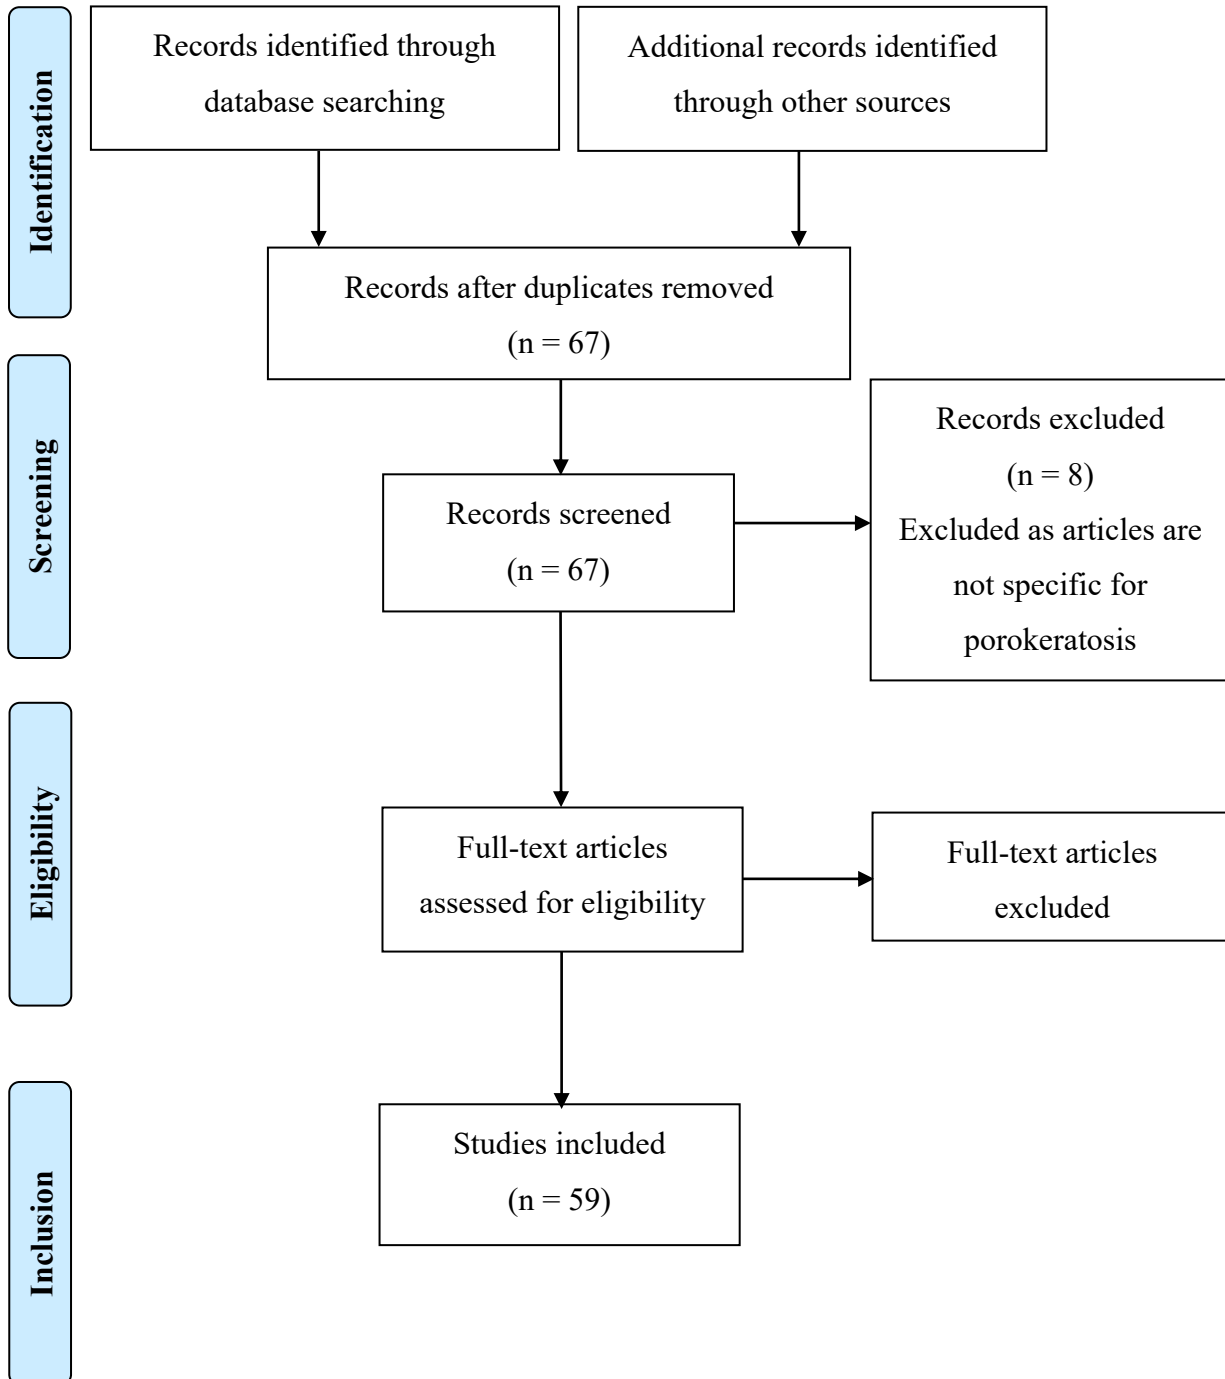 Identification
Records identified through
database searching
Additional records identified
through other sources
Records after duplicates removed
(n = 67)
Screening
Records screened
(n = 67)
Records excluded
(n = 8)
Excluded as articles are
not specific for
porokeratosis
Eligibility
Full-text articles
assessed for eligibility
Full-text articles
excluded
Inclusion
Studies included
(n = 59)